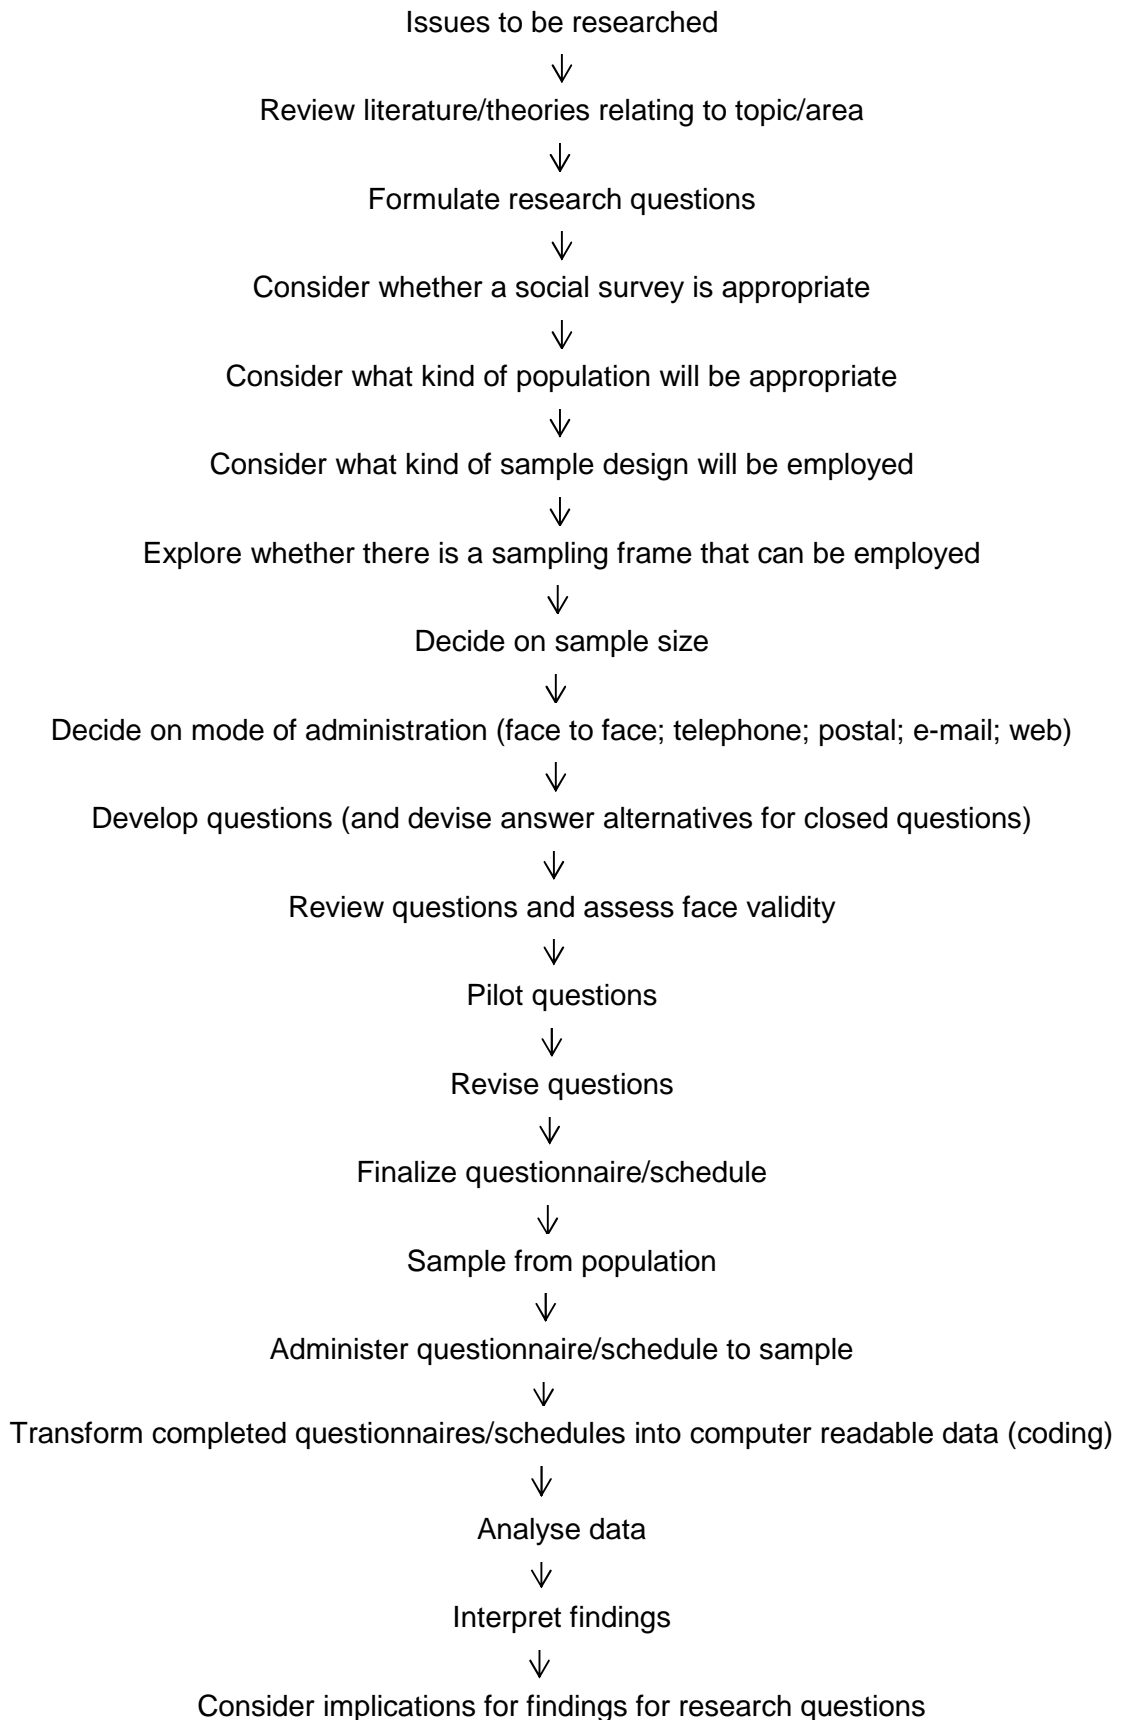 Issues to be researched
Review literature/theories relating to topic/area
Formulate research questions
Consider whether a social survey is appropriate
Consider what kind of population will be appropriate
Consider what kind of sample design will be employed
Explore whether there is a sampling frame that can be employed
Decide on sample size
Decide on mode of administration (face to face; telephone; postal; e-mail; web)
Develop questions (and devise answer alternatives for closed questions)
Review questions and assess face validity
Pilot questions
Revise questions
Finalize questionnaire/schedule
Sample from population
Administer questionnaire/schedule to sample
Transform completed questionnaires/schedules into computer readable data (coding)
Analyse data
Interpret findings
Consider implications for findings for research questions